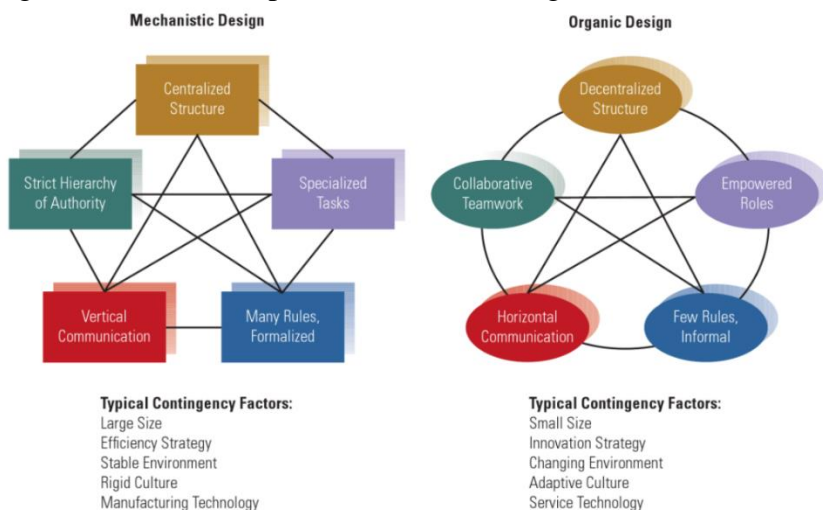 Mechanistic Design
Centralized
Structure
Strict Hierarchy
of Authority
Specialized
Tasks
Vertical
Communication
Many Rules,
Formalized
Typical Contingency Factors:
Large Size
Efficiency Strategy
Stable Environment
Rigid Culture
Manufacturing Technology
Organic Design
Decentralized
Structure
Collaborative
Teamwork
Empowered
Roles
Horizontal
Communication
Few Rules,
Informal
Typical Contingency Factors:
Small Size
Innovation Strategy
Changing Environment
Adaptive Culture
Service Technology